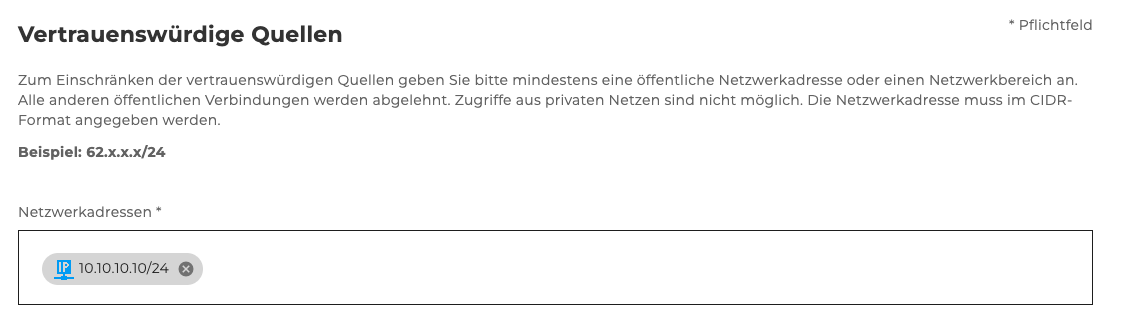 Vertrauenswürdige Quellen
* Pflichtfeld
Zum Einschränken der vertrauenswürdigen Quellen geben Sie bitte mindestens eine öffentliche Netzwerkadresse oder einen Netzwerkbereich an.
Alle anderen öffentlichen Verbindungen werden abgelehnt. Zugriffe aus privaten Netzen sind nicht möglich. Die Netzwerkadresse muss im CIDR-
Format angegeben werden.
Beispiel: 62.x.x.x/24
Netzwerkadressen *
IP 10.10.10.10/24